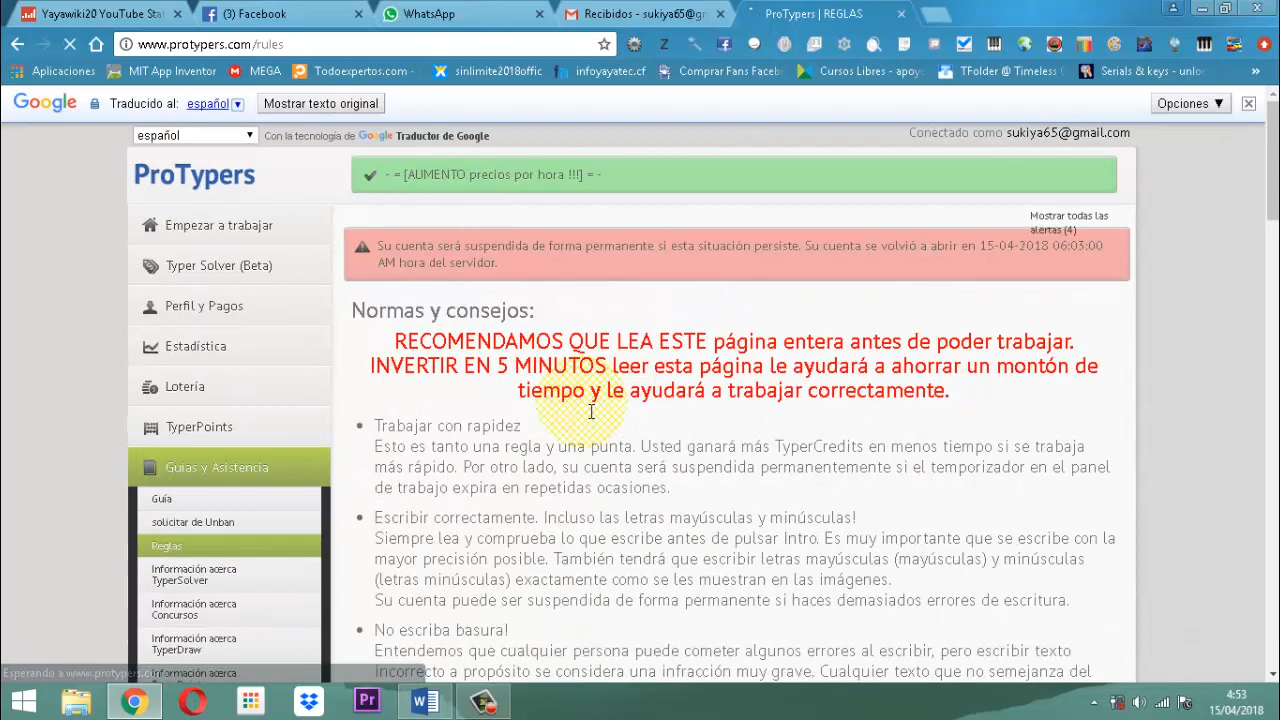 Yayawiki20 YouTube Stat
(3) Facebook
WhatsApp
Recibidos - sukiya65@gm
ProTypers | REGLAS
www.protypers.com/rules
Aplicaciones
MIT App Inventor
MEGA
Todoexpertos.com
sinlimite2018offic
infoyayatec.cf
Comprar Fans Faceb
Cursos Libres - apoy
TFolder @ Timeless
Serials & keys - unlo
»
Google Traducido al: español Mostrar texto original Opciones ▼
español Con la tecnología de Google Traductor de Google
Conectado como sukiya65@gmail.com
ProTypers
- = [AUMENTO precios por hora !!!] = -
Mostrar todas las
alertas (4)
Su cuenta será suspendida de forma permanente si esta situación persiste. Su cuenta se volvió a abrir en 15-04-2018 06:03:00
AM hora del servidor.
Empezar a trabajar
Typer Solver (Beta)
Perfil y Pagos
Estadística
Lotería
TyperPoints
Guias y Asistencia
Guía
solicitar de Unban
Reglas
Información acerca
TyperSolver
Información acerca
Concursos
Información acerca
TyperDraw
Información acerca
Normas y consejos:
RECOMENDAMOS QUE LEA ESTE página entera antes de poder trabajar.
INVERTIR EN 5 MINUTOS leer esta página le ayudará a ahorrar un montón de
tiempo y le ayudará a trabajar correctamente.
Trabajar con rapidez
Esto es tanto una regla y una punta. Usted ganará más TyperCredits en menos tiempo si se trabaja
más rápido. Por otro lado, su cuenta será suspendida permanentemente si el temporizador en el panel
de trabajo expira en repetidas ocasiones.
Escribir correctamente. Incluso las letras mayúsculas y minúsculas!
Siempre lea y comprueba lo que escribe antes de pulsar Intro. Es muy importante que se escribe con la
mayor precisión posible. También tendrá que escribir letras mayúsculas (mayúsculas) y minúsculas
(letras minúsculas) exactamente como se les muestran en las imágenes.
Su cuenta puede ser suspendida de forma permanente si haces demasiados errores de escritura.
No escriba basura!
Entendemos que cualquier persona puede cometer algunos errores al escribir, pero escribir texto
incorrecto a propósito se considera una infracción muy grave. Cualquier texto que no semejanza del
Esperando a www.protypers.co
4:53
15/04/2018